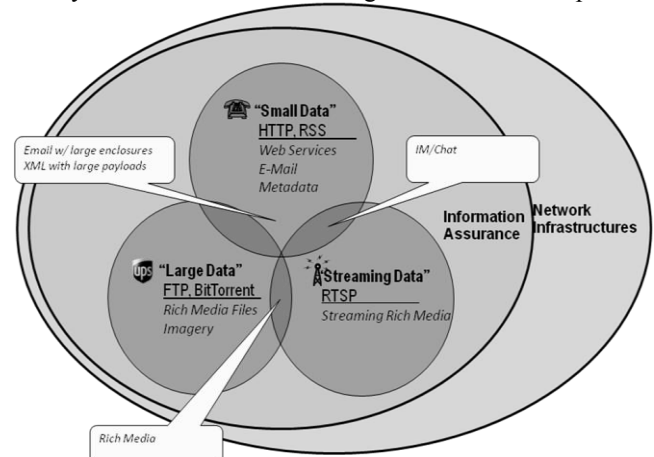 "Small Data"
HTTP, RSS
Web Services
E-Mail
Metadata
Email w/ large enclosures
XML with large payloads
IM/Chat
Information
Assurance
Network
Infrastructures
ups
"Large Data"
FTP, BitTorrent
Rich Media Files
Imagery
"Streaming Data"
RTSP
Streaming Rich Media
Rich Media